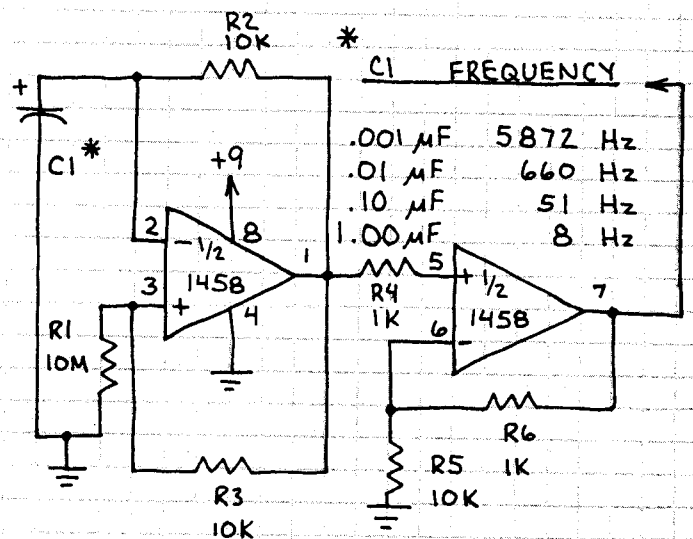 R2
10K
*
C1 FREQUENCY
.001 µF 5872 Hz
.01 µF 660 Hz
.10 µF 51 Hz
1.00 µF 8 Hz
+
C1 *
+9
2
- 1/2
8
1
3
+
1458
4
R1
10M
R3
10K
R4
1K
5
+ 1/2
7
1458
6
-
R6
1K
R5
10K